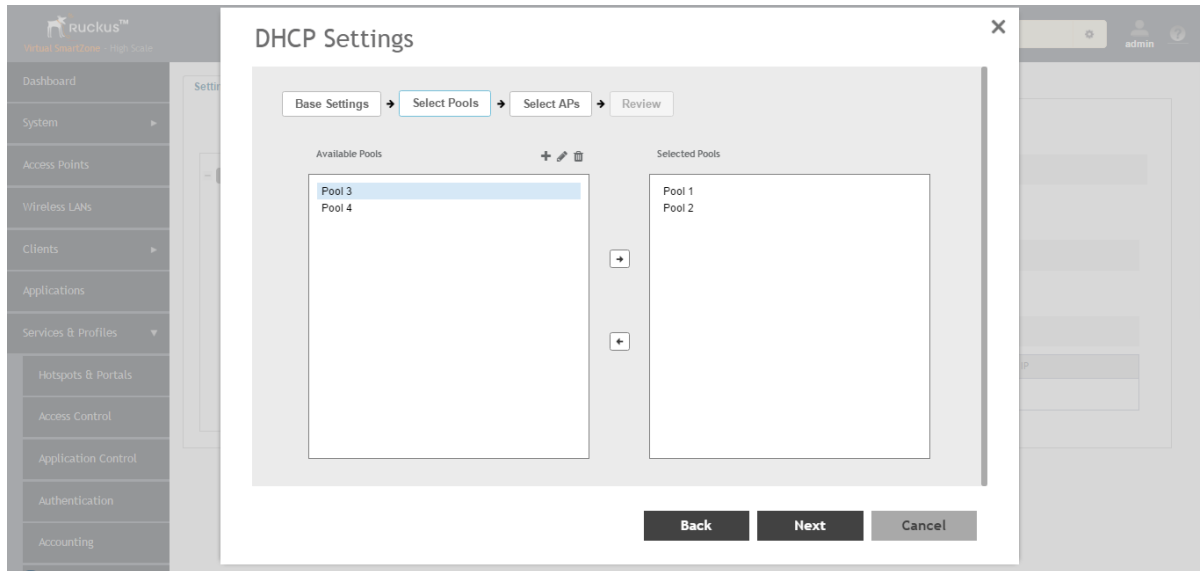 Ruckus™
Virtual SmartZone - High Scale
admin
Dashboard
System
Access Points
Wireless LANs
Clients
Applications
Services & Profiles
Hotspots & Portals
Access Control
Application Control
Authentication
Accounting
DHCP Settings
Base Settings → Select Pools → Select APs → Review
Available Pools
Pool 3
Pool 4
Selected Pools
Pool 1
Pool 2
Back Next Cancel